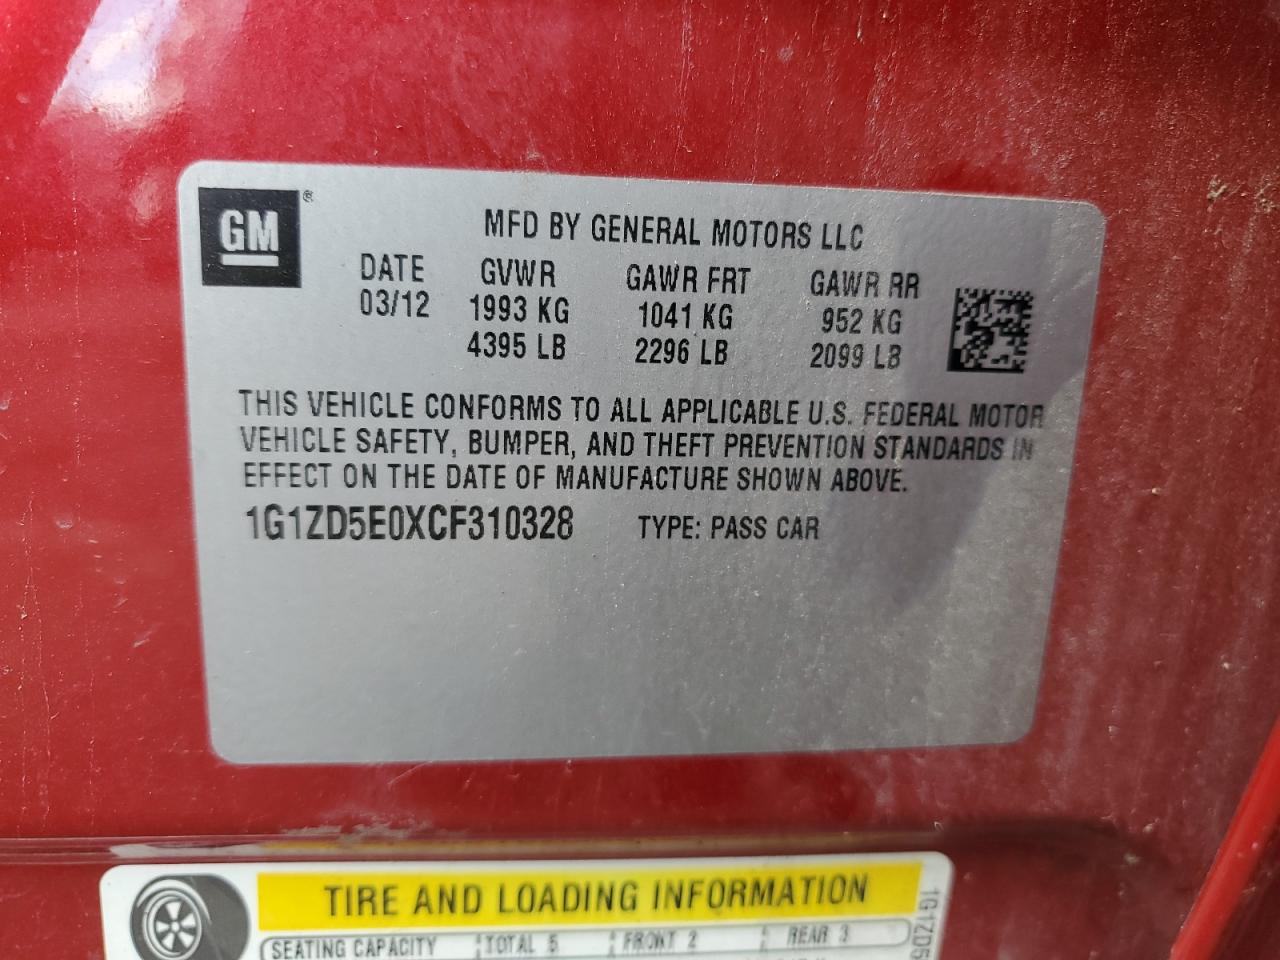 GM ®
MFD BY GENERAL MOTORS LLC
DATE GVWR GAWR FRT GAWR RR
03/12 1993 KG 1041 KG 952 KG
4395 LB 2296 LB 2099 LB
THIS VEHICLE CONFORMS TO ALL APPLICABLE U.S. FEDERAL MOTOR
VEHICLE SAFETY, BUMPER, AND THEFT PREVENTION STANDARDS IN
EFFECT ON THE DATE OF MANUFACTURE SHOWN ABOVE.
1G1ZD5E0XCF310328 TYPE: PASS CAR
TIRE AND LOADING INFORMATION
SEATING CAPACITY TOTAL 5 FRONT 2 REAR 3
1G1ZD5